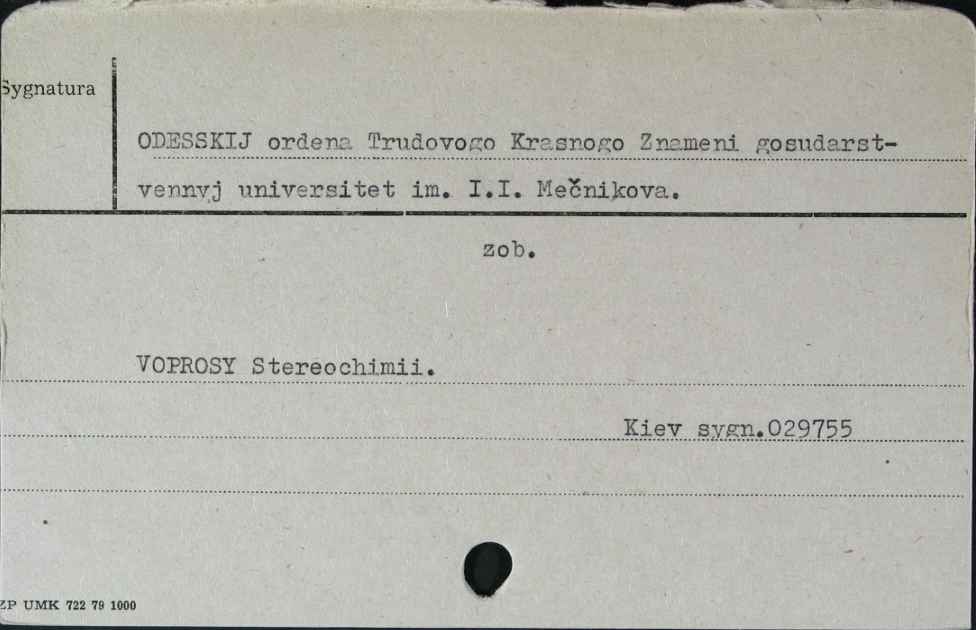 Sygnatura
ODESSKIJ ordena Trudovogo Krasnogo Znameni gosudarst-
vennyj universitet im. I.I. Mečnikova.
zob.
VOPROSY Stereochimii.
Kiev sygn.029755
ZP UMK 722 79 1000